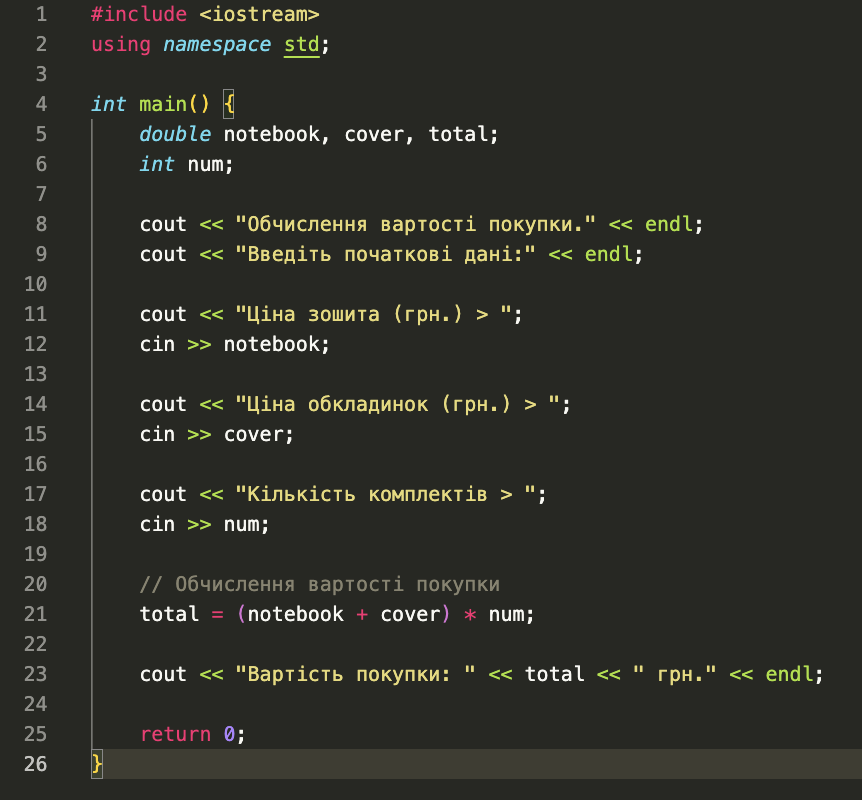 1 #include <iostream>
2 using namespace std;
3
4 int main() {
5     double notebook, cover, total;
6     int num;
7
8     cout << "Обчислення вартості покупки." << endl;
9     cout << "Введіть початкові дані:" << endl;
10
11     cout << "Ціна зошита (грн.) > ";
12     cin >> notebook;
13
14     cout << "Ціна обкладинок (грн.) > ";
15     cin >> cover;
16
17     cout << "Кількість комплектів > ";
18     cin >> num;
19
20     // Обчислення вартості покупки
21     total = (notebook + cover) * num;
22
23     cout << "Вартість покупки: " << total << " грн." << endl;
24
25     return 0;
26 }